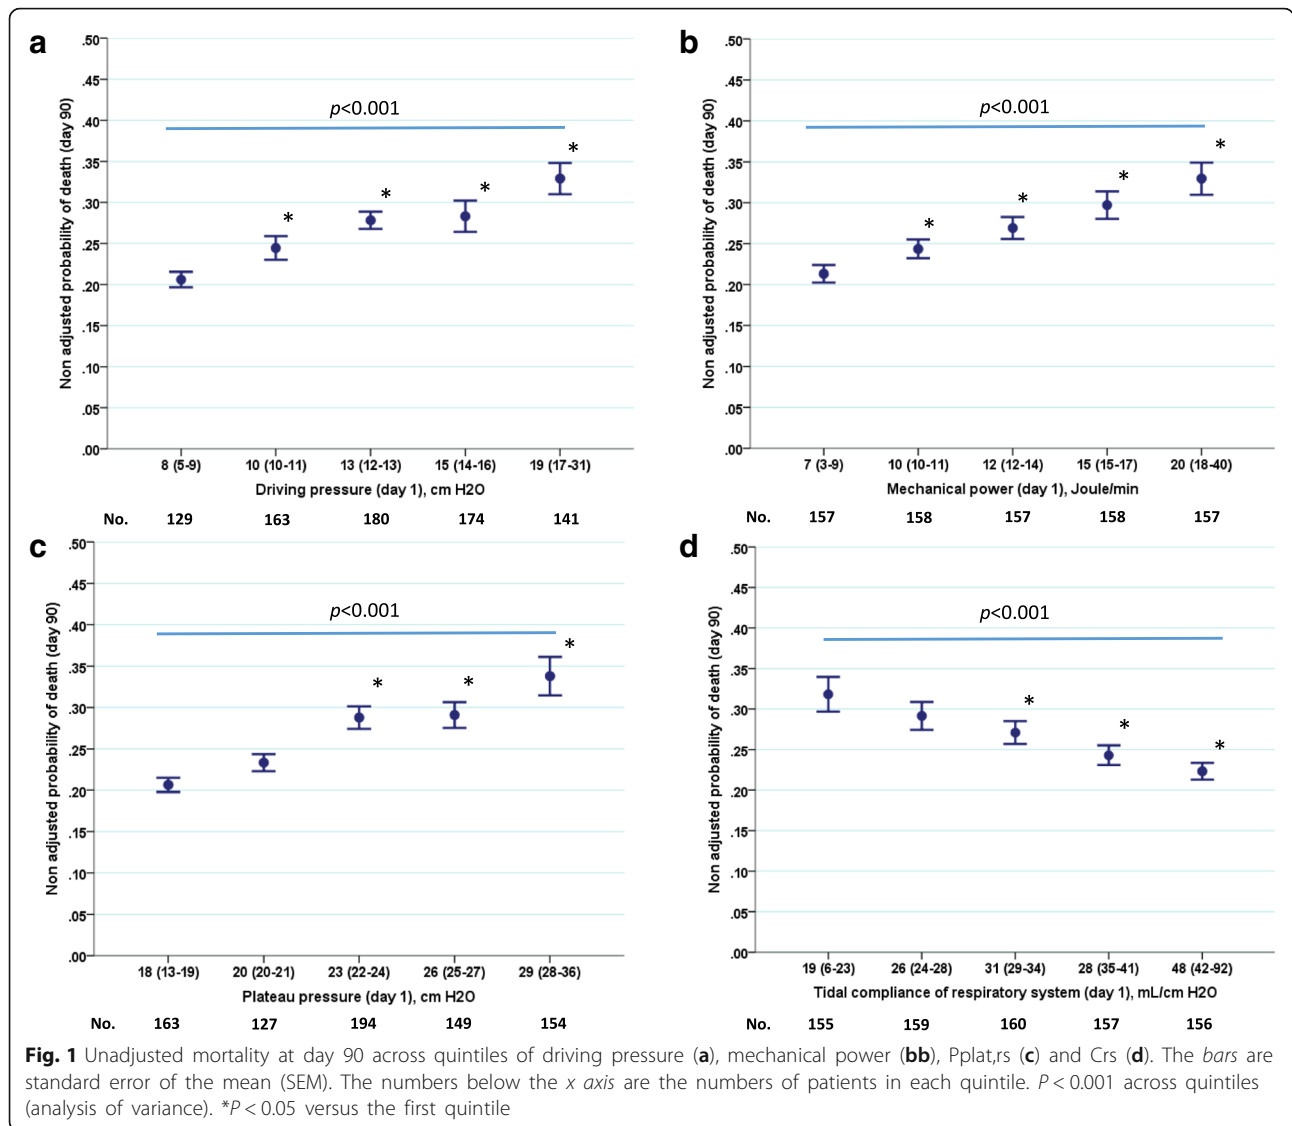 a
Non adjusted probability of death (day 90)
.50
.45
.40
.35
.30
.25
.20
.15
.10
.05
.00
p<0.001
*
*
*
*
8 (5-9) 10 (10-11) 13 (12-13) 15 (14-16) 19 (17-31)
Driving pressure (day 1), cm H2O
No. 129 163 180 174 141
b
Non adjusted probability of death (day 90)
.50
.45
.40
.35
.30
.25
.20
.15
.10
.05
.00
p<0.001
*
*
*
*
7 (3-9) 10 (10-11) 12 (12-14) 15 (15-17) 20 (18-40)
Mechanical power (day 1), Joule/min
No. 157 158 157 158 157
c
Non adjusted probability of death (day 90)
.50
.45
.40
.35
.30
.25
.20
.15
.10
.05
.00
p<0.001
*
*
*
18 (13-19) 20 (20-21) 23 (22-24) 26 (25-27) 29 (28-36)
Plateau pressure (day 1), cm H2O
No. 163 127 194 149 154
d
Non adjusted probability of death (day 90)
.50
.45
.40
.35
.30
.25
.20
.15
.10
.05
.00
p<0.001
*
*
*
19 (6-23) 26 (24-28) 31 (29-34) 28 (35-41) 48 (42-92)
Tidal compliance of respiratory system (day 1), mL/cm H2O
No. 155 159 160 157 156
Fig. 1 Unadjusted mortality at day 90 across quintiles of driving pressure (a), mechanical power (bb), Pplat,rs (c) and Crs (d). The bars are
standard error of the mean (SEM). The numbers below the x axis are the numbers of patients in each quintile. P < 0.001 across quintiles
(analysis of variance). *P < 0.05 versus the first quintile